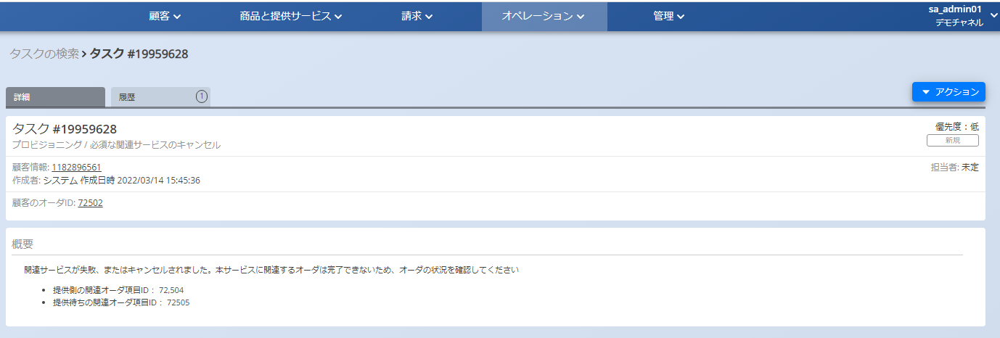 顧客 商品と提供サービス 請求 オペレーション 管理 sa_admin01
デモチャネル
タスクの検索 > タスク #19959628
詳細 履歴 1 アクション
タスク #19959628 優先度：低
プロビジョニング / 必須な関連サービスのキャンセル 新規
顧客情報: 1182896561 担当者: 未定
作成者: システム 作成日時 2022/03/14 15:45:36
顧客のオーダID: 72502
概要
関連サービスが失敗、またはキャンセルされました。本サービスに関連するオーダは完了できないため、オーダの状況を確認してください
• 提供側の関連オーダ項目ID： 72,504
• 提供待ちの関連オーダ項目ID： 72505